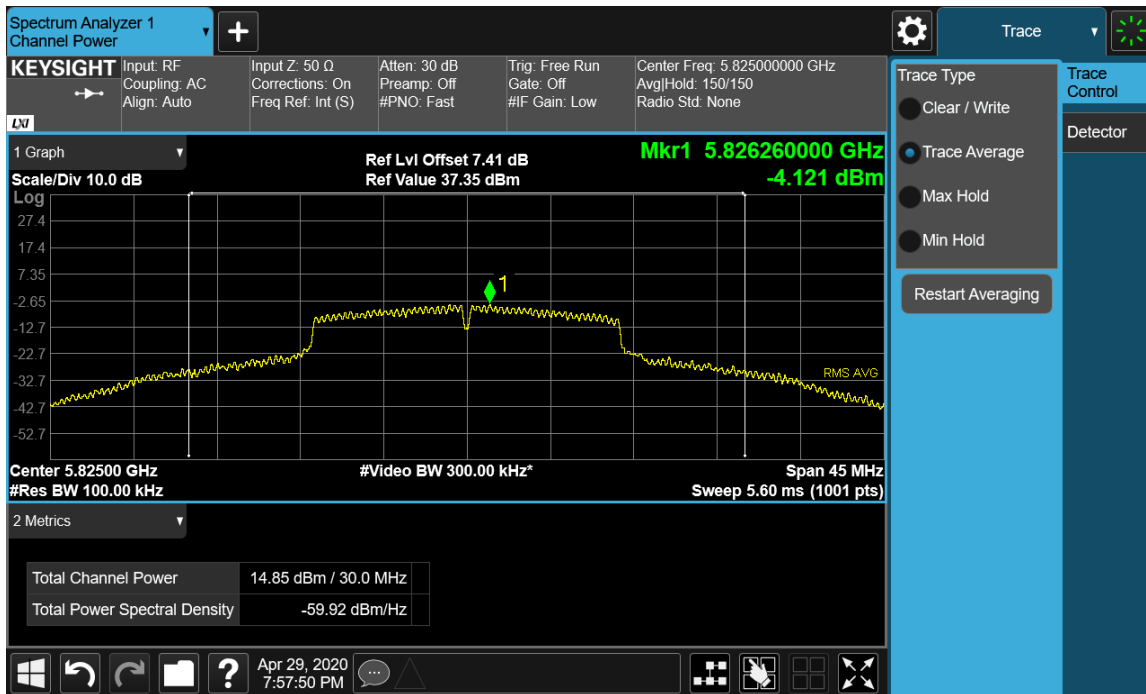 Spectrum Analyzer 1
Channel Power
+
Trace
KEYSIGHT
LXI
Input: RF
Coupling: AC
Align: Auto
Input Z: 50 Ω
Corrections: On
Freq Ref: Int (S)
Atten: 30 dB
Preamp: Off
#PNO: Fast
Trig: Free Run
Gate: Off
#IF Gain: Low
Center Freq: 5.825000000 GHz
Avg|Hold: 150/150
Radio Std: None
Trace Type
Clear / Write
Trace Average
Max Hold
Min Hold
Restart Averaging
Trace
Control
Detector
1 Graph
Scale/Div 10.0 dB
Ref Lvl Offset 7.41 dB
Ref Value 37.35 dBm
Mkr1 5.826260000 GHz
-4.121 dBm
Log
27.4
17.4
7.35
-2.65
-12.7
-22.7
-32.7
-42.7
-52.7
1
RMS AVG
Center 5.82500 GHz
#Video BW 300.00 kHz*
Span 45 MHz
#Res BW 100.00 kHz
Sweep 5.60 ms (1001 pts)
2 Metrics
Total Channel Power 14.85 dBm / 30.0 MHz
Total Power Spectral Density -59.92 dBm/Hz
?
Apr 29, 2020
7:57:50 PM